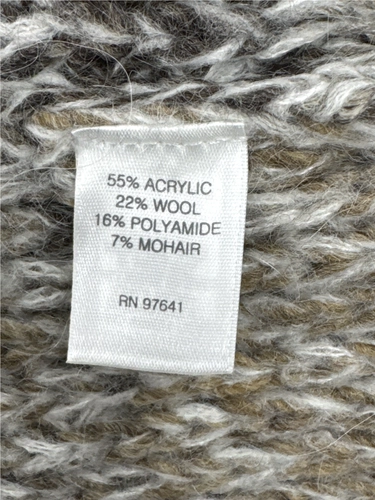 55% ACRYLIC
22% WOOL
16% POLYAMIDE
7% MOHAIR
RN 97641